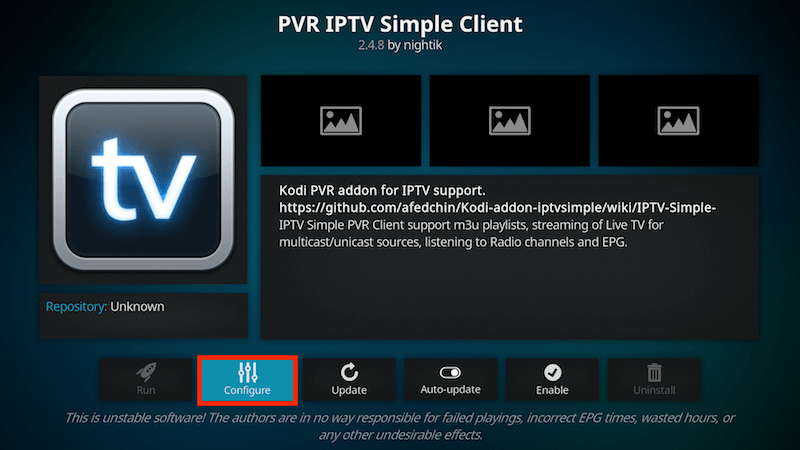 PVR IPTV Simple Client
2.4.8 by nightik
tv
Kodi PVR addon for IPTV support.
https://github.com/afedchin/Kodi-addon-iptvsimple/wiki/IPTV-Simple-
IPTV Simple PVR Client support m3u playlists, streaming of Live TV for
multicast/unicast sources, listening to Radio channels and EPG.
Repository: Unknown
Run
Configure
Update
Auto-update
Enable
Uninstall
This is unstable software! The authors are in no way responsible for failed playings, incorrect EPG times, wasted hours, or
any other undesirable effects.